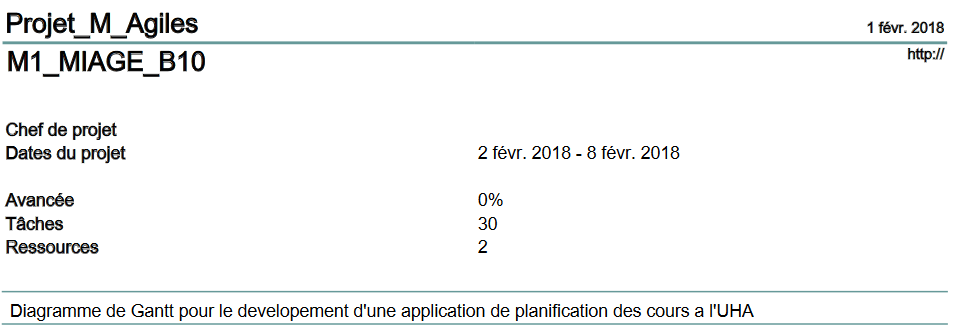 Projet_M_Agiles
1 févr. 2018
M1_MIAGE_B10
http://
Chef de projet
Dates du projet 2 févr. 2018 - 8 févr. 2018
Avancée 0%
Tâches 30
Ressources 2
Diagramme de Gantt pour le developement d'une application de planification des cours a l'UHA